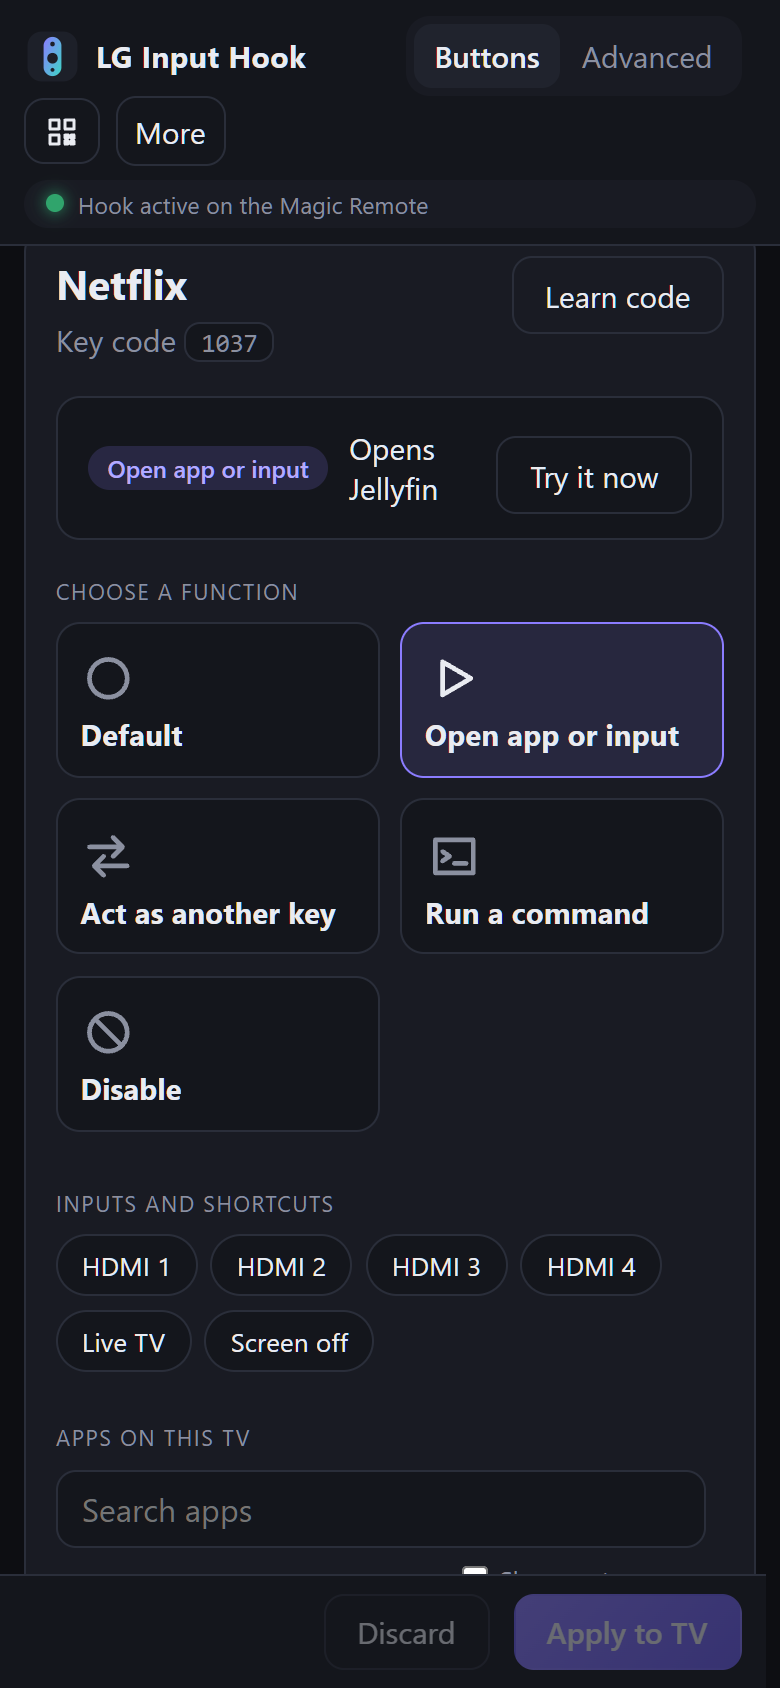 LG Input Hook
Buttons
Advanced
More
Hook active on the Magic Remote
Netflix
Learn code
Key code 1037
Open app or input
Opens
Jellyfin
Try it now
CHOOSE A FUNCTION
Default
Open app or input
Act as another key
Run a command
Disable
INPUTS AND SHORTCUTS
HDMI 1
HDMI 2
HDMI 3
HDMI 4
Live TV
Screen off
APPS ON THIS TV
Search apps
Discard
Apply to TV